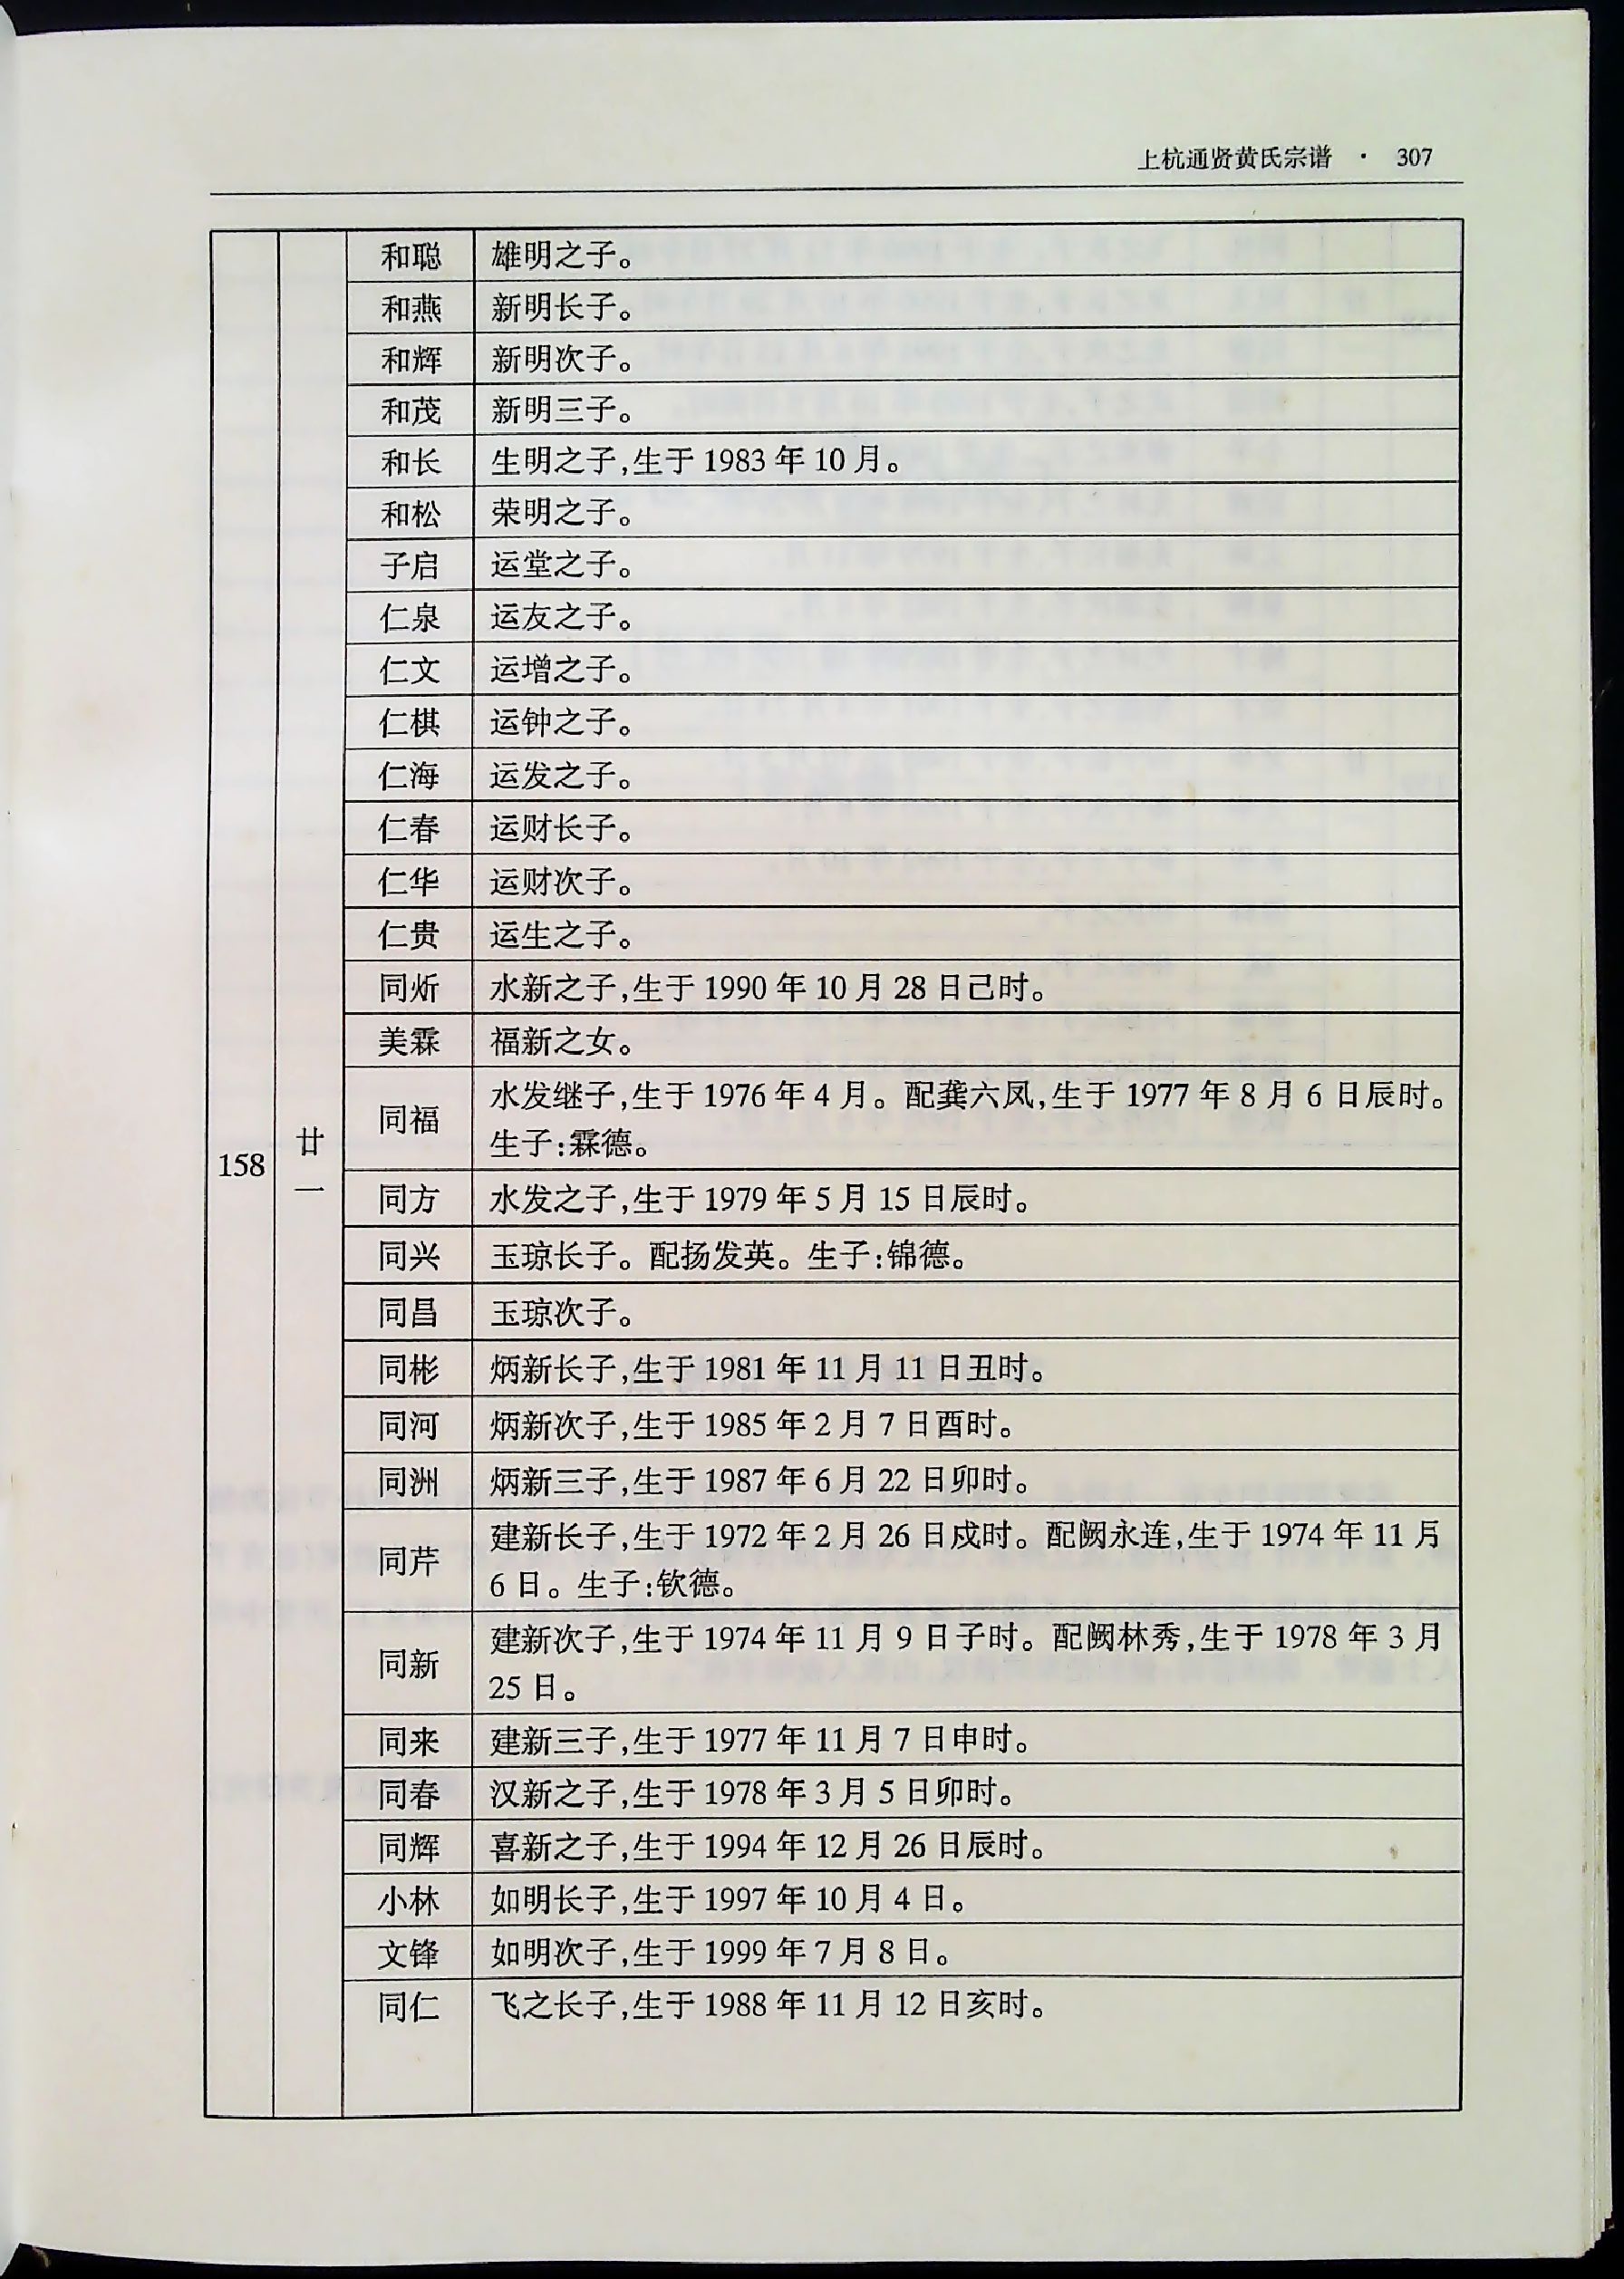 上杭通贤黄氏宗谱 · 307
158
廿一
和聪 雄明之子。
和燕 新明长子。
和辉 新明次子。
和茂 新明三子。
和长 生明之子,生于 1983 年 10 月。
和松 荣明之子。
子启 运堂之子。
仁泉 运友之子。
仁文 运增之子。
仁棋 运钟之子。
仁海 运发之子。
仁春 运财长子。
仁华 运财次子。
仁贵 运生之子。
同炘 水新之子,生于 1990 年 10 月 28 日己时。
美霖 福新之女。
同福 水发继子,生于 1976 年 4 月。配龚六凤,生于 1977 年 8 月 6 日辰时。
生子:霖德。
同方 水发之子,生于 1979 年 5 月 15 日辰时。
同兴 玉琼长子。配扬发英。生子:锦德。
同昌 玉琼次子。
同彬 炳新长子,生于 1981 年 11 月 11 日丑时。
同河 炳新次子,生于 1985 年 2 月 7 日酉时。
同洲 炳新三子,生于 1987 年 6 月 22 日卯时。
同芹 建新长子,生于 1972 年 2 月 26 日戌时。配阙永连,生于 1974 年 11 月
6 日。生子:钦德。
同新 建新次子,生于 1974 年 11 月 9 日子时。配阙林秀,生于 1978 年 3 月
25 日。
同来 建新三子,生于 1977 年 11 月 7 日申时。
同春 汉新之子,生于 1978 年 3 月 5 日卯时。
同辉 喜新之子,生于 1994 年 12 月 26 日辰时。
小林 如明长子,生于 1997 年 10 月 4 日。
文锋 如明次子,生于 1999 年 7 月 8 日。
同仁 飞之长子,生于 1988 年 11 月 12 日亥时。